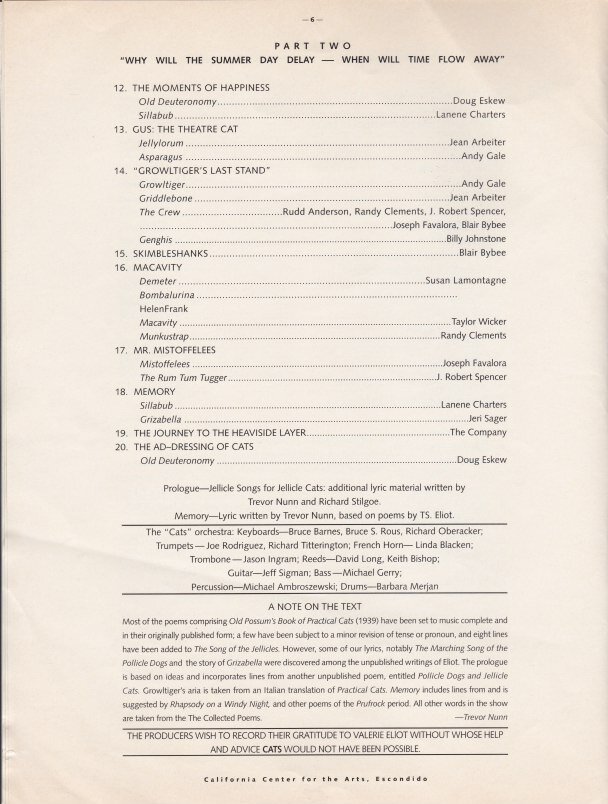 — 6 —
PART TWO
"WHY WILL THE SUMMER DAY DELAY — WHEN WILL TIME FLOW AWAY"
12. THE MOMENTS OF HAPPINESS
Old Deuteronomy....................Doug Eskew
Sillabub....................Lanene Charters
13. GUS: THE THEATRE CAT
Jellylorum....................Jean Arbeiter
Asparagus....................Andy Gale
14. "GROWLTIGER'S LAST STAND"
Growltiger....................Andy Gale
Griddlebone....................Jean Arbeiter
The Crew....................Rudd Anderson, Randy Clements, J. Robert Spencer,
....................Joseph Favalora, Blair Bybee
Genghis....................Billy Johnstone
15. SKIMBLESHANKS....................Blair Bybee
16. MACAVITY
Demeter....................Susan Lamontagne
Bombalurina....................
HelenFrank
Macavity....................Taylor Wicker
Munkustrap....................Randy Clements
17. MR. MISTOFFELEES
Mistoffelees....................Joseph Favalora
The Rum Tum Tugger....................J. Robert Spencer
18. MEMORY
Sillabub....................Lanene Charters
Grizabella....................Jeri Sager
19. THE JOURNEY TO THE HEAVISIDE LAYER....................The Company
20. THE AD–DRESSING OF CATS
Old Deuteronomy....................Doug Eskew
Prologue—Jellicle Songs for Jellicle Cats: additional lyric material written by
Trevor Nunn and Richard Stilgoe.
Memory—Lyric written by Trevor Nunn, based on poems by TS. Eliot.
The "Cats" orchestra: Keyboards—Bruce Barnes, Bruce S. Rous, Richard Oberacker;
Trumpets—Joe Rodriguez, Richard Titterington; French Horn— Linda Blacken;
Trombone—Jason Ingram; Reeds—David Long, Keith Bishop;
Guitar—Jeff Sigman; Bass—Michael Gerry;
Percussion—Michael Ambroszewski; Drums—Barbara Merjan
A NOTE ON THE TEXT
Most of the poems comprising Old Possum's Book of Practical Cats (1939) have been set to music complete and
in their originally published form; a few have been subject to a minor revision of tense or pronoun, and eight lines
have been added to The Song of the Jellicles. However, some of our lyrics, notably The Marching Song of the
Pollicle Dogs and the story of Grizabella were discovered among the unpublished writings of Eliot. The prologue
is based on ideas and incorporates lines from another unpublished poem, entitled Pollicle Dogs and Jellicle
Cats. Growltiger's aria is taken from an Italian translation of Practical Cats. Memory includes lines from and is
suggested by Rhapsody on a Windy Night, and other poems of the Prufrock period. All other words in the show
are taken from the The Collected Poems. —Trevor Nunn
THE PRODUCERS WISH TO RECORD THEIR GRATITUDE TO VALERIE ELIOT WITHOUT WHOSE HELP
AND ADVICE CATS WOULD NOT HAVE BEEN POSSIBLE.
California Center for the Arts, Escondido